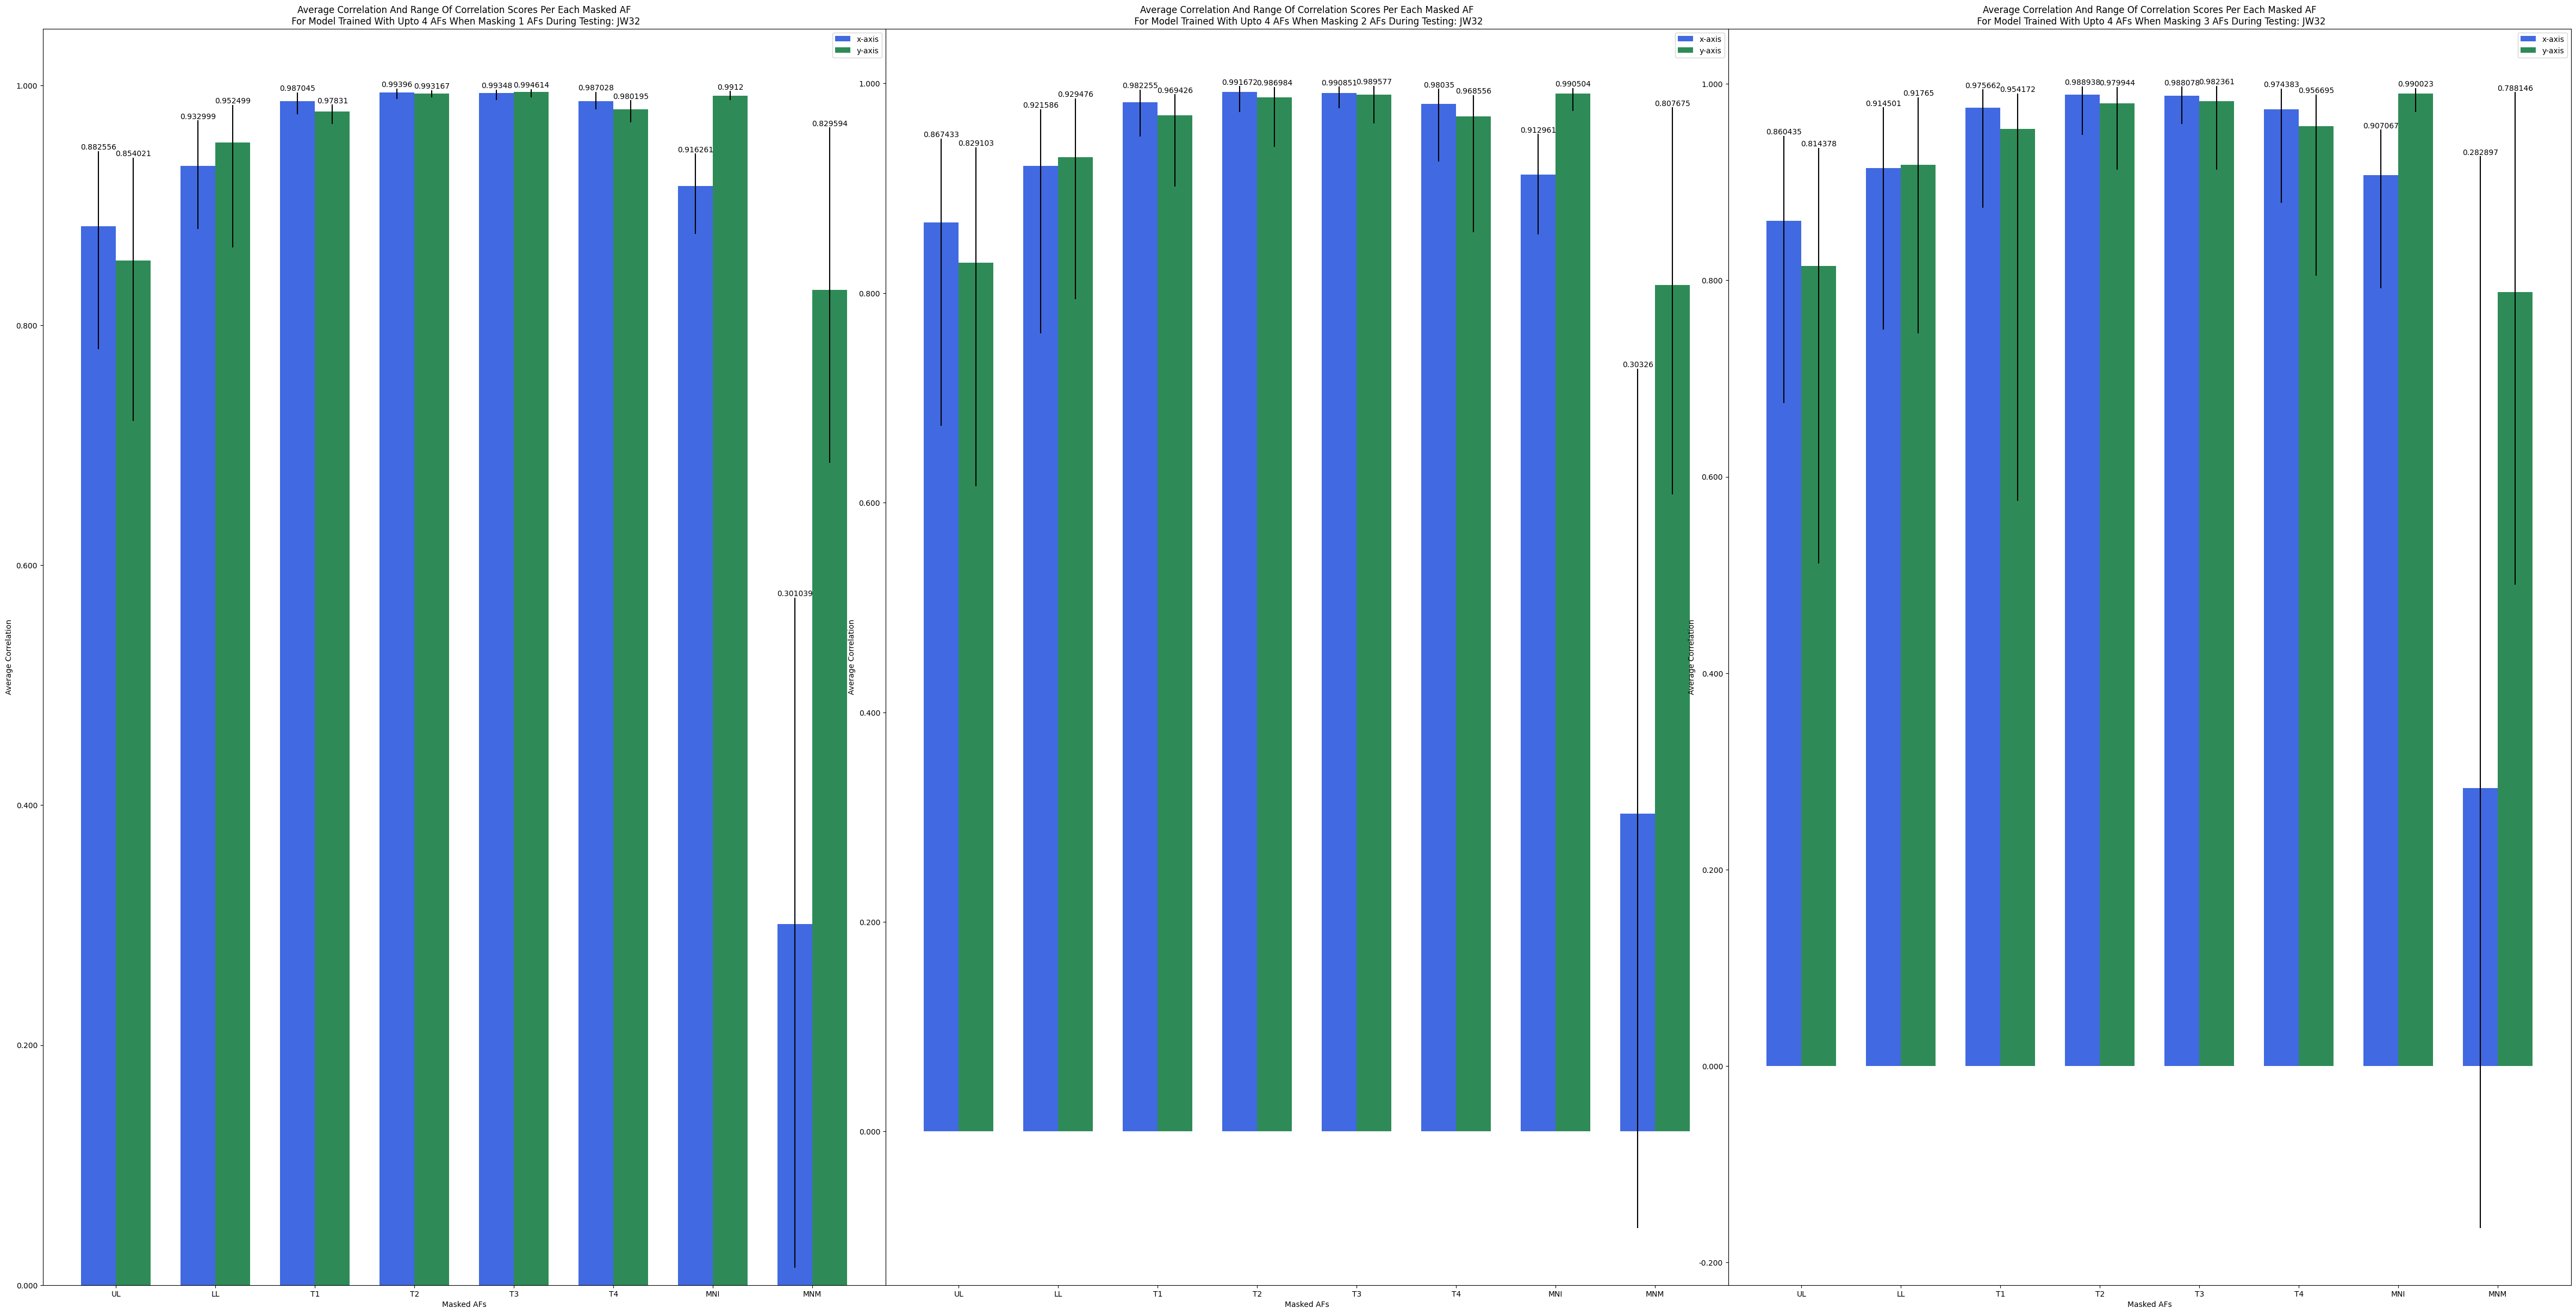 Average Correlation And Range Of Correlation Scores Per Each Masked AF
For Model Trained With Upto 4 AFs When Masking 1 AFs During Testing: JW32
x-axis
y-axis
1.000
0.800
0.600
0.400
0.200
0.000
Average Correlation
0.882556
0.854021
0.932999
0.952499
0.987045
0.97831
0.99396
0.993167
0.99348
0.994614
0.987028
0.980195
0.916261
0.9912
0.301039
0.829594
UL
LL
T1
T2
T3
T4
MNI
MNM
Masked AFs
Average Correlation And Range Of Correlation Scores Per Each Masked AF
For Model Trained With Upto 4 AFs When Masking 2 AFs During Testing: JW32
x-axis
y-axis
1.000
0.800
0.600
0.400
0.200
0.000
Average Correlation
0.867433
0.829103
0.921586
0.929476
0.982255
0.969426
0.991672
0.986984
0.990851
0.989577
0.98035
0.968556
0.912961
0.990504
0.30326
0.807675
UL
LL
T1
T2
T3
T4
MNI
MNM
Masked AFs
Average Correlation And Range Of Correlation Scores Per Each Masked AF
For Model Trained With Upto 4 AFs When Masking 3 AFs During Testing: JW32
x-axis
y-axis
1.000
0.800
0.600
0.400
0.200
0.000
-0.200
Average Correlation
0.860435
0.814378
0.914501
0.91765
0.975662
0.954172
0.988938
0.979944
0.988078
0.982361
0.974383
0.956695
0.907067
0.990023
0.282897
0.788146
UL
LL
T1
T2
T3
T4
MNI
MNM
Masked AFs